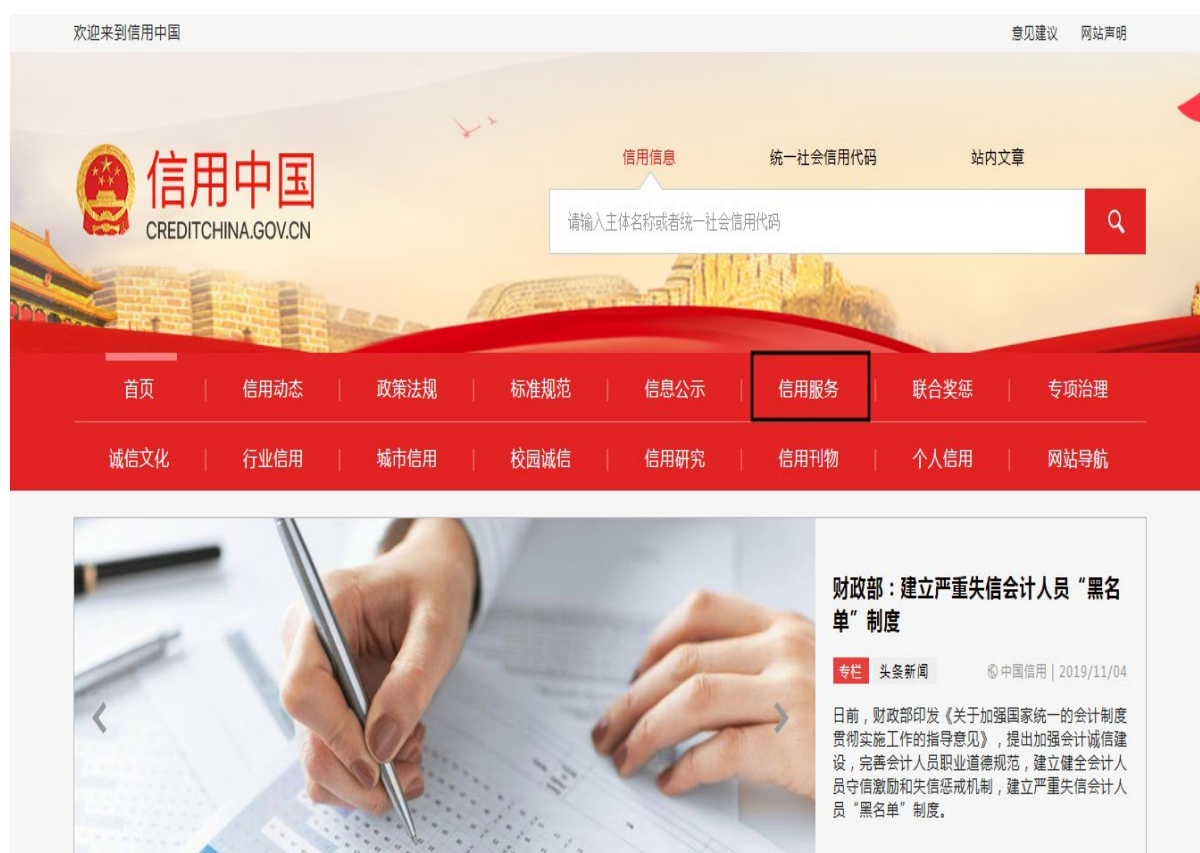 欢迎来到信用中国
意见建议 网站声明
信用中国
CREDITCHINA.GOV.CN
信用信息 统一社会信用代码 站内文章
请输入主体名称或者统一社会信用代码
首页 信用动态 政策法规 标准规范 信息公示 信用服务 联合奖惩 专项治理
诚信文化 行业信用 城市信用 校园诚信 信用研究 信用刊物 个人信用 网站导航
财政部：建立严重失信会计人员“黑名
单”制度
专栏 头条新闻 中国信用 | 2019/11/04
日前，财政部印发《关于加强国家统一的会计制度
贯彻实施工作的指导意见》，提出加强会计诚信建
设，完善会计人员职业道德规范，建立健全会计人
员守信激励和失信惩戒机制，建立严重失信会计人
员“黑名单”制度。